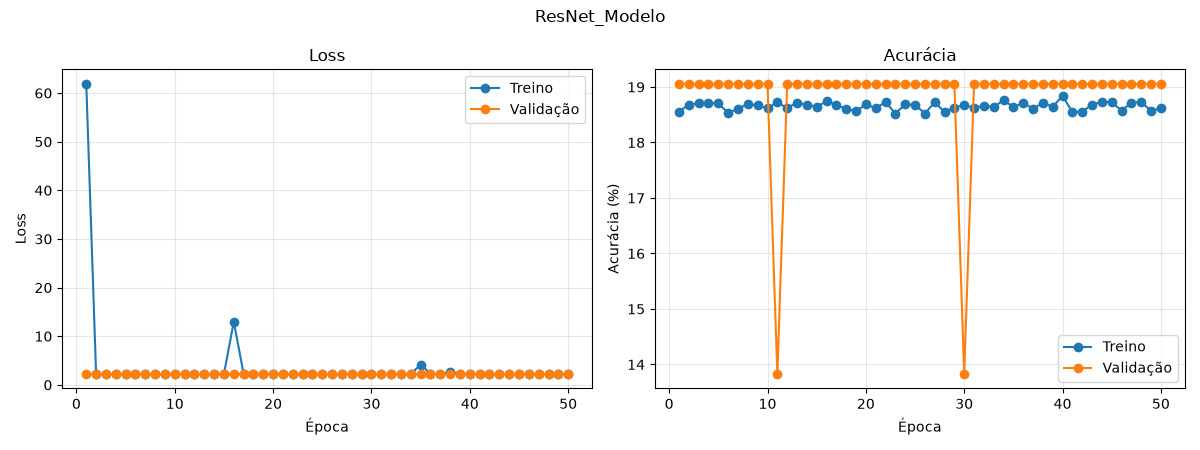 ResNet_Modelo
Loss
Treino
Validação
Loss
60
50
40
30
20
10
0
0 10 20 30 40 50
Época
Acurácia
Acurácia (%)
19
18
17
16
15
14
Treino
Validação
0 10 20 30 40 50
Época